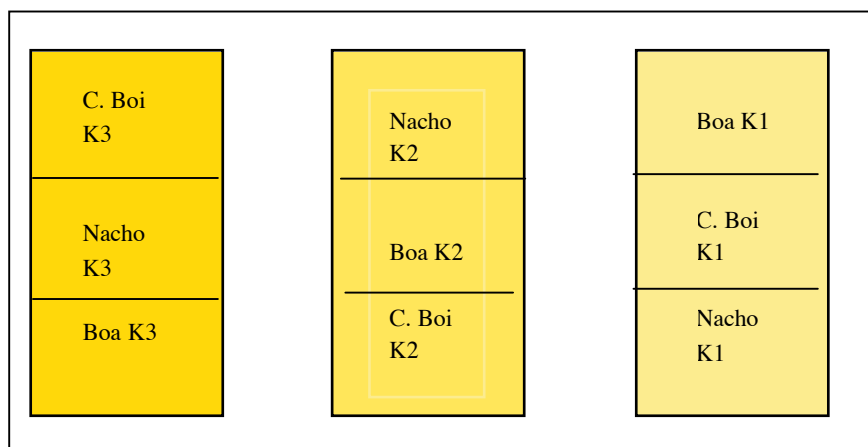 C. Boi
K3
Nacho
K3
Boa K3
Nacho
K2
Boa K2
C. Boi
K2
Boa K1
C. Boi
K1
Nacho
K1